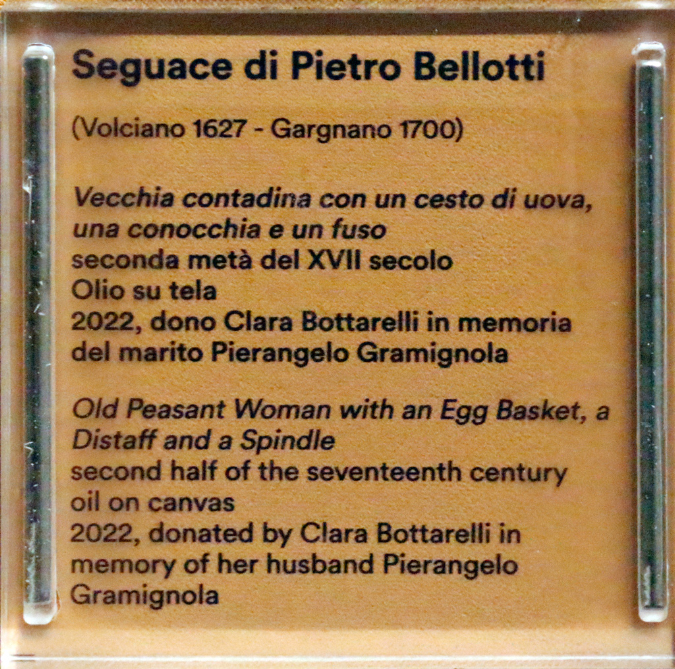 Seguace di Pietro Bellotti
(Volciano 1627 - Gargnano 1700)
Vecchia contadina con un cesto di uova,
una conocchia e un fuso
seconda metà del XVII secolo
Olio su tela
2022, dono Clara Bottarelli in memoria
del marito Pierangelo Gramignola
Old Peasant Woman with an Egg Basket, a
Distaff and a Spindle
second half of the seventeenth century
oil on canvas
2022, donated by Clara Bottarelli in
memory of her husband Pierangelo
Gramignola